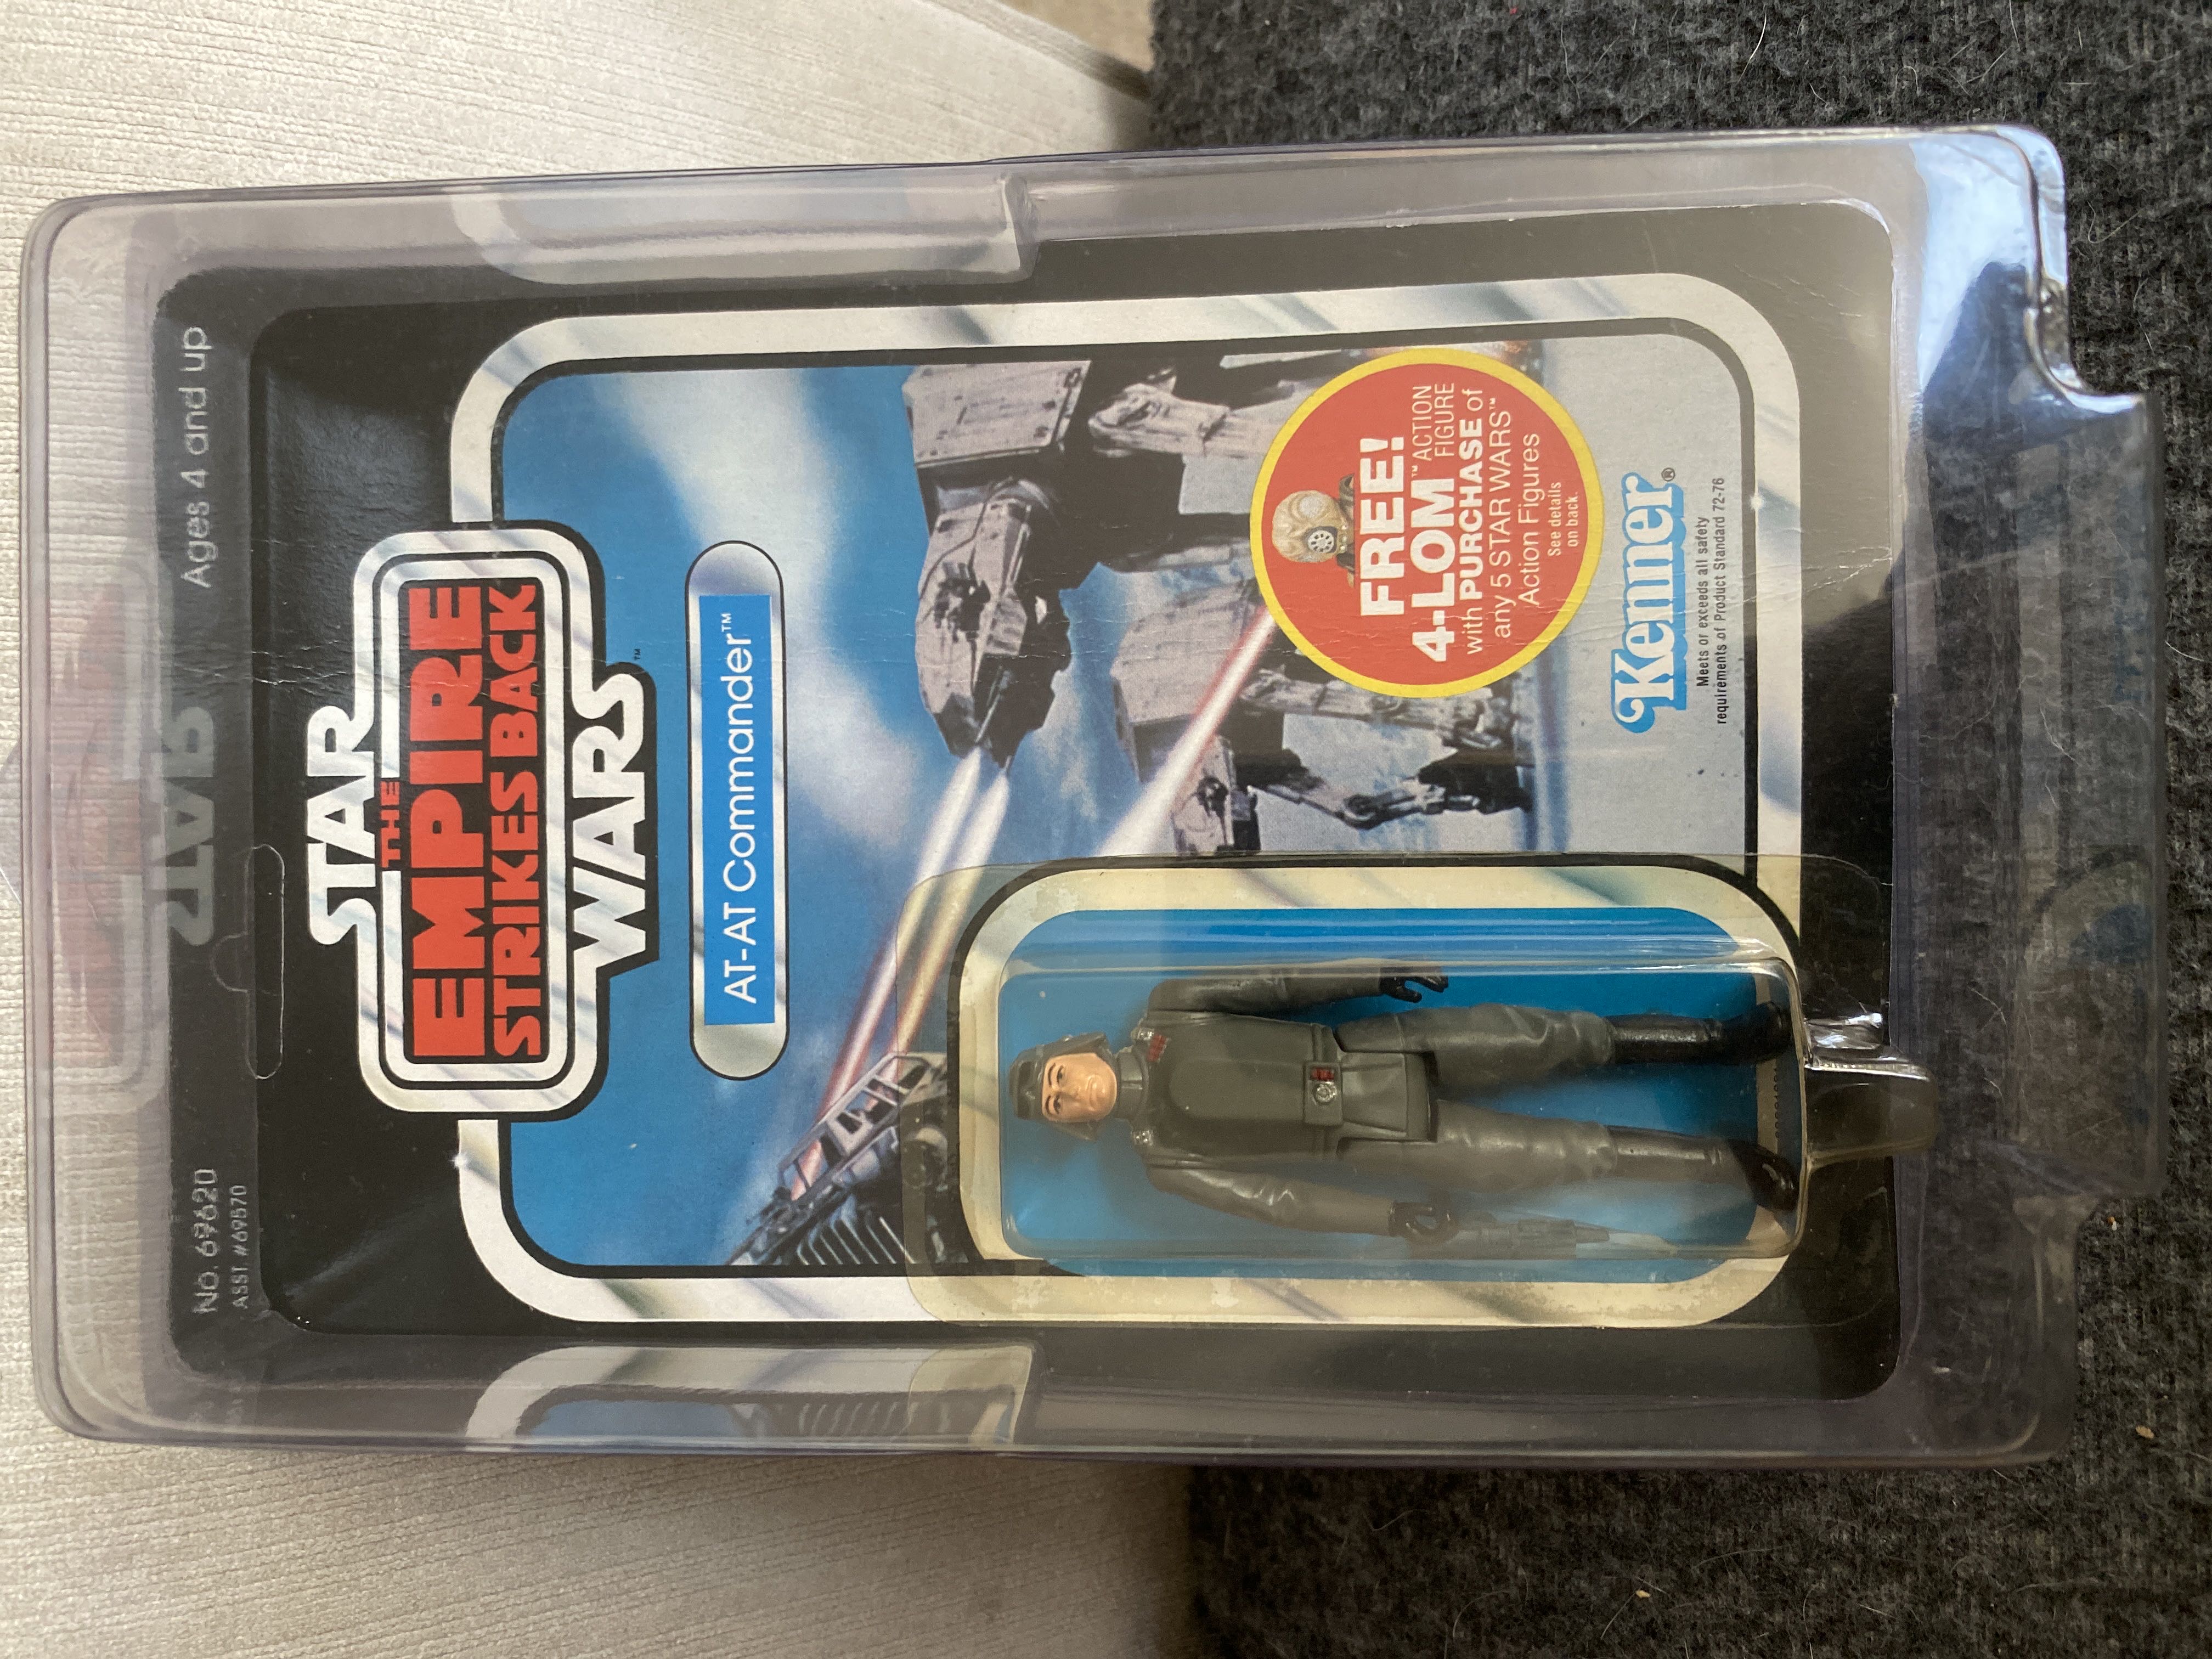 No. 69620
ASST. #69570
Ages 4 and up
STAR
THE
EMPIRE
STRIKES BACK
WARS™
AT-AT Commander™
FREE!
4-LOM™ ACTION FIGURE
with PURCHASE of
any 5 STAR WARS™
Action Figures
See details
on back.
Kenner®
Meets or exceeds all safety
requirements of Product Standard 72-76